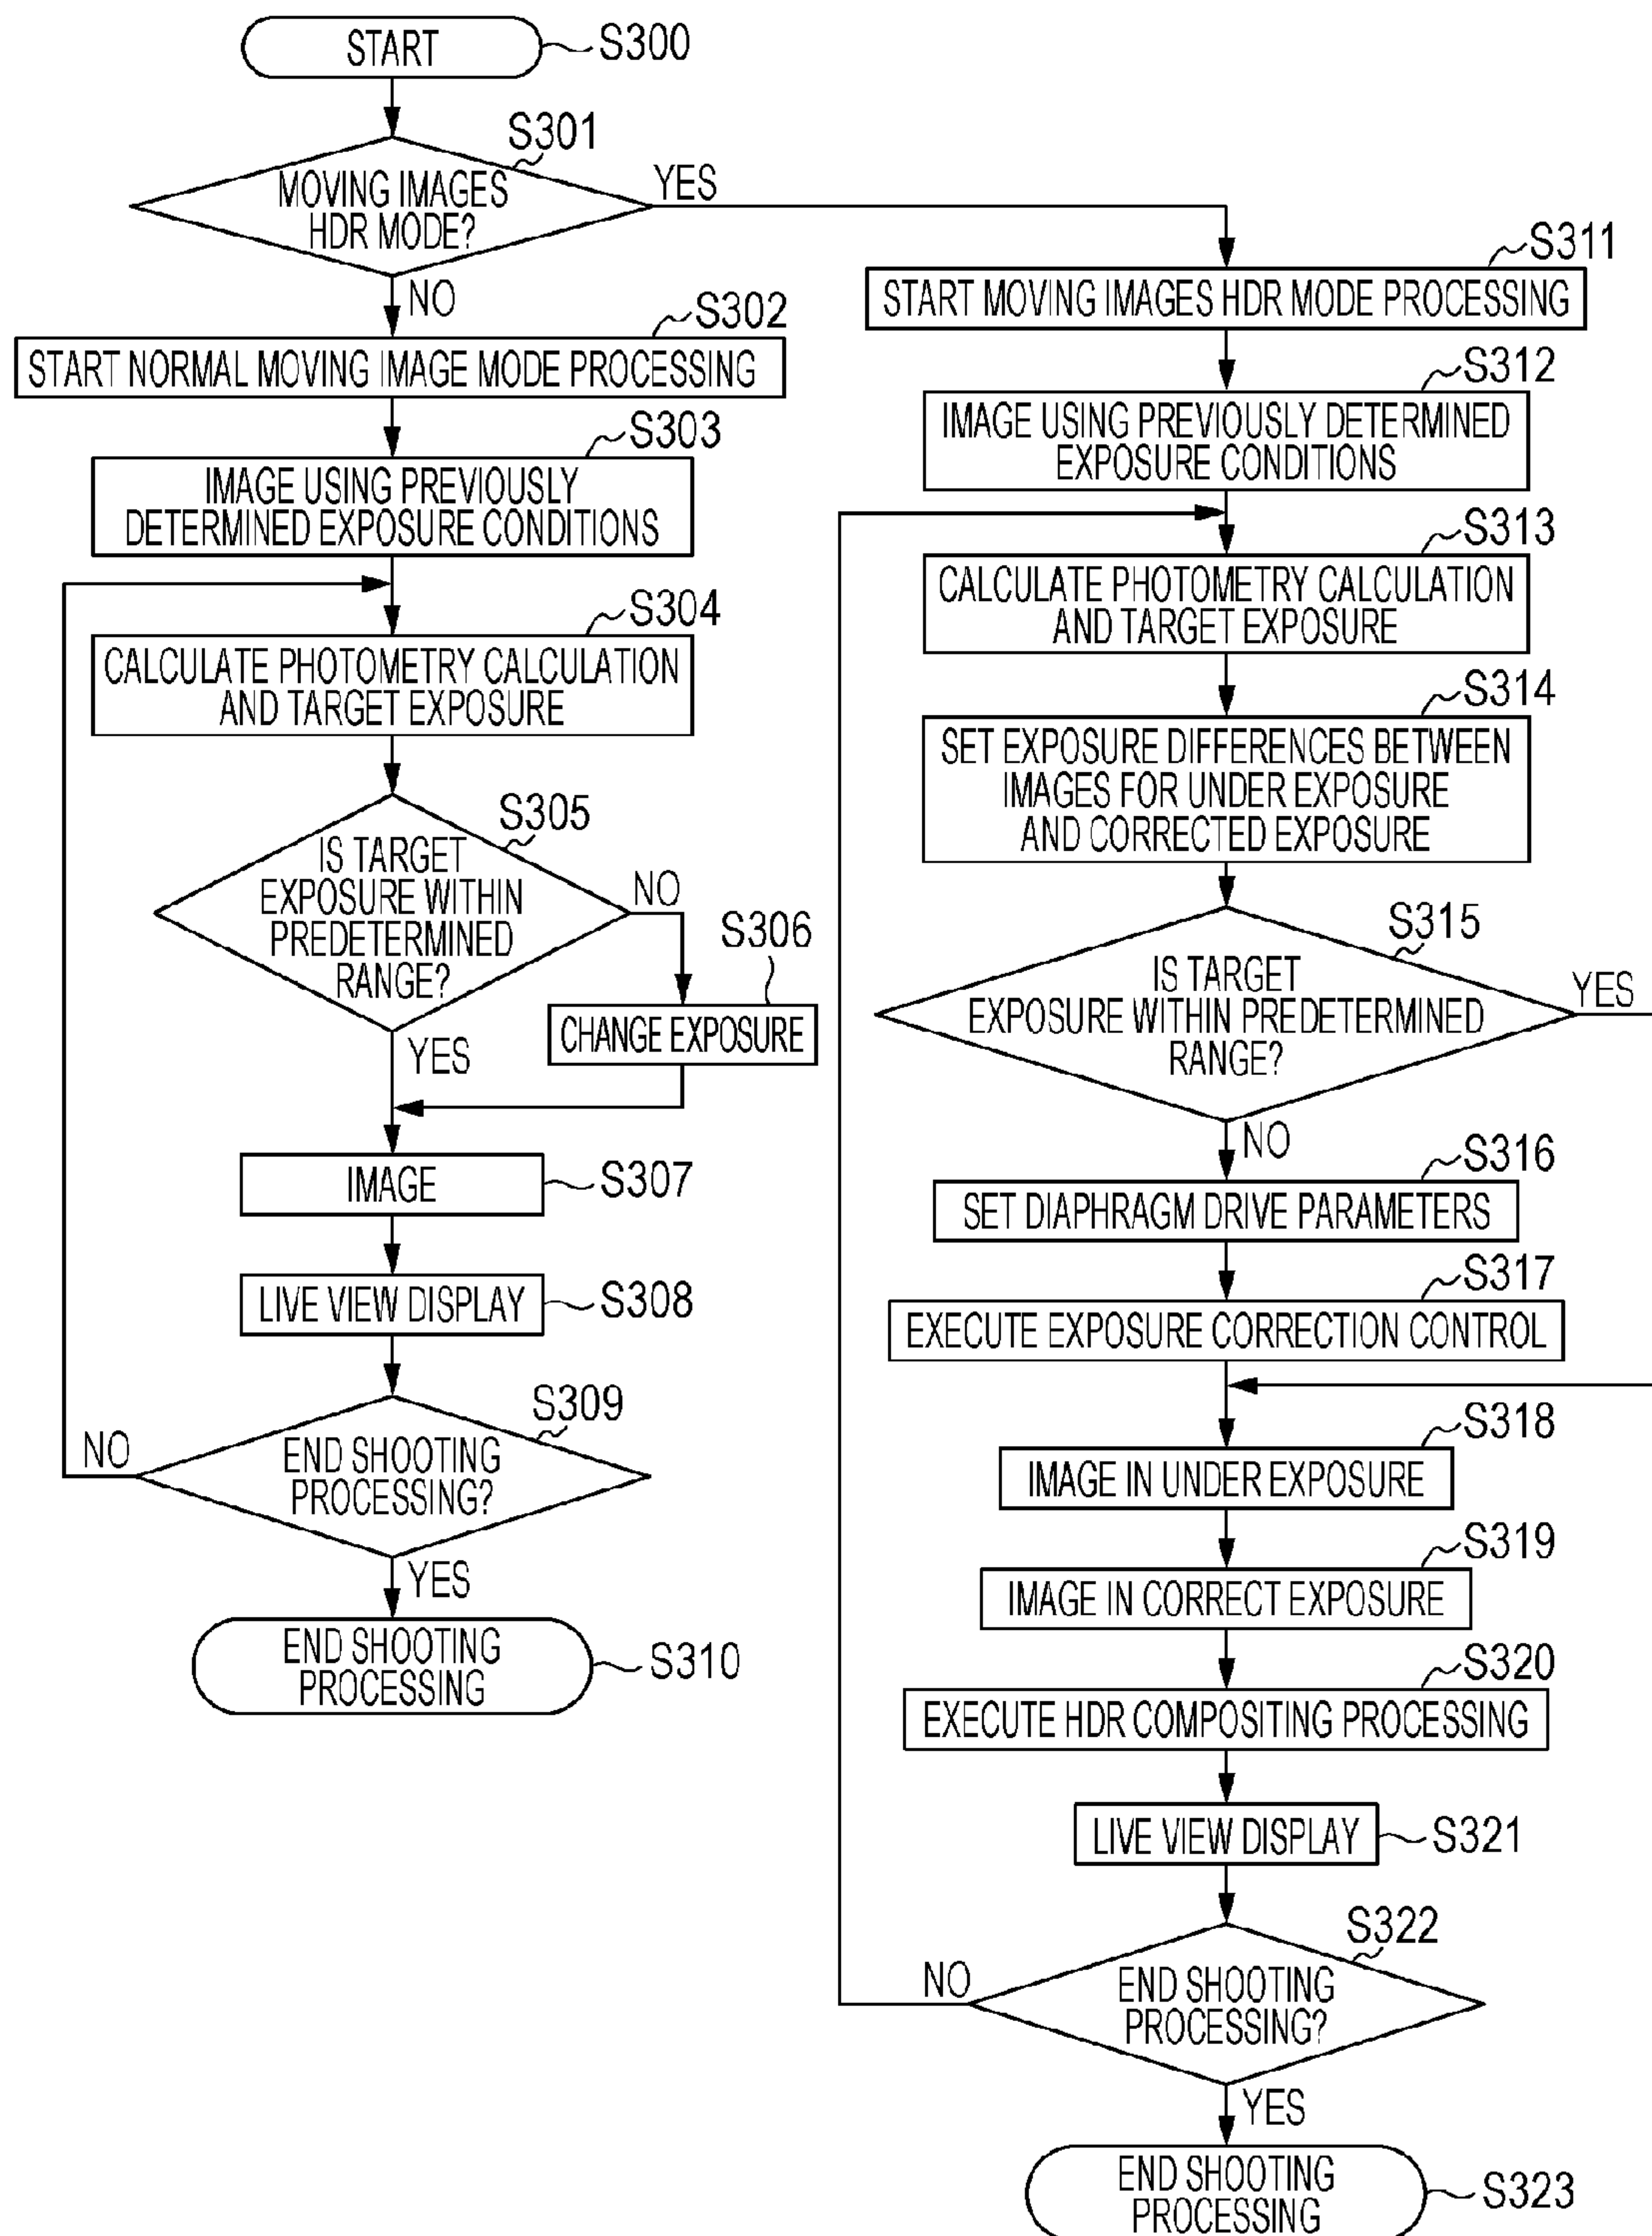 START
S300
S301
MOVING IMAGES
HDR MODE?
YES
NO
S302
START NORMAL MOVING IMAGE MODE PROCESSING
S303
IMAGE USING PREVIOUSLY
DETERMINED EXPOSURE CONDITIONS
S304
CALCULATE PHOTOMETRY CALCULATION
AND TARGET EXPOSURE
S305
IS TARGET
EXPOSURE WITHIN
PREDETERMINED
RANGE?
NO
S306
CHANGE EXPOSURE
YES
IMAGE
S307
LIVE VIEW DISPLAY
S308
S309
END SHOOTING
PROCESSING?
NO
YES
END SHOOTING
PROCESSING
S310
S311
START MOVING IMAGES HDR MODE PROCESSING
S312
IMAGE USING PREVIOUSLY DETERMINED
EXPOSURE CONDITIONS
S313
CALCULATE PHOTOMETRY CALCULATION
AND TARGET EXPOSURE
S314
SET EXPOSURE DIFFERENCES BETWEEN
IMAGES FOR UNDER EXPOSURE
AND CORRECTED EXPOSURE
S315
IS TARGET
EXPOSURE WITHIN PREDETERMINED
RANGE?
YES
NO
S316
SET DIAPHRAGM DRIVE PARAMETERS
S317
EXECUTE EXPOSURE CORRECTION CONTROL
S318
IMAGE IN UNDER EXPOSURE
S319
IMAGE IN CORRECT EXPOSURE
S320
EXECUTE HDR COMPOSITING PROCESSING
LIVE VIEW DISPLAY
S321
S322
END SHOOTING
PROCESSING?
NO
YES
END SHOOTING
PROCESSING
S323